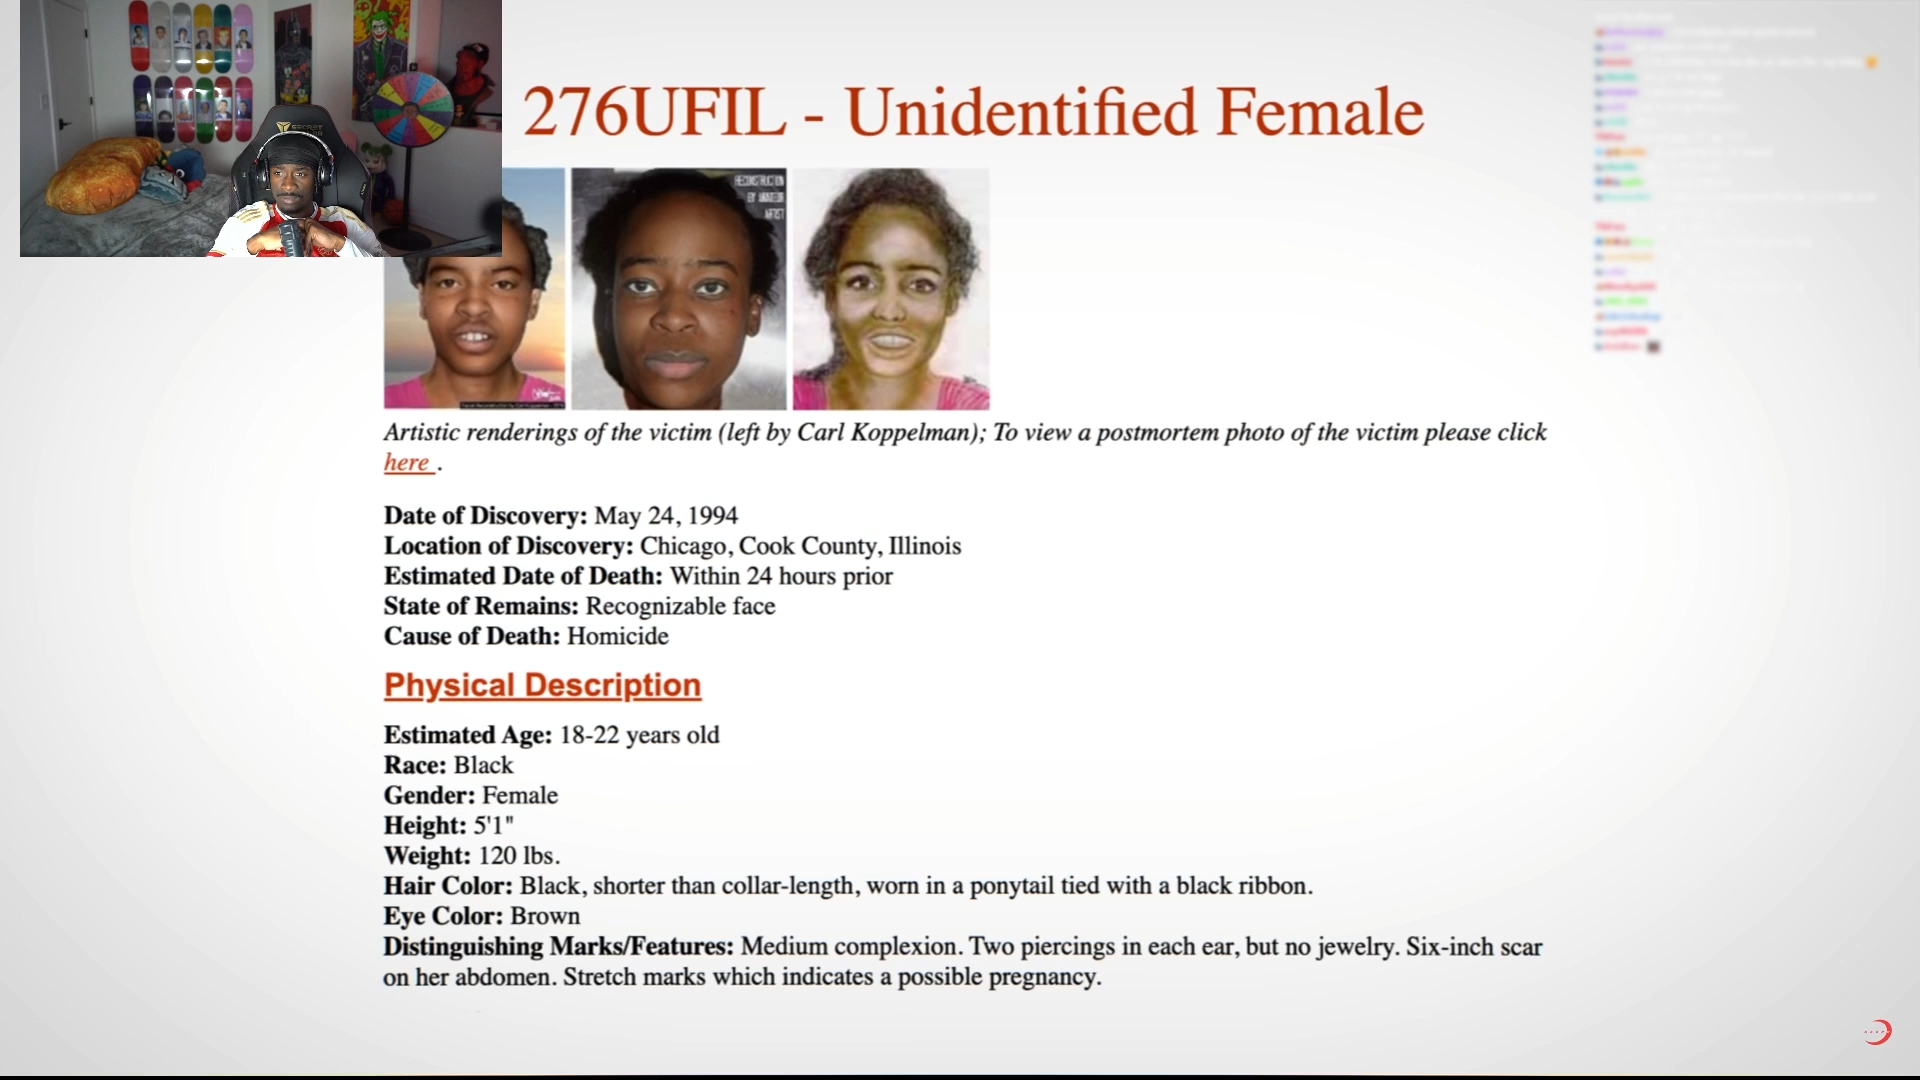 276UFIL - Unidentified Female
RECONSTRUCTION
BY AMATEUR
ARTIST
Artistic renderings of the victim (left by Carl Koppelman); To view a postmortem photo of the victim please click
here .
Date of Discovery: May 24, 1994
Location of Discovery: Chicago, Cook County, Illinois
Estimated Date of Death: Within 24 hours prior
State of Remains: Recognizable face
Cause of Death: Homicide
Physical Description
Estimated Age: 18-22 years old
Race: Black
Gender: Female
Height: 5'1"
Weight: 120 lbs.
Hair Color: Black, shorter than collar-length, worn in a ponytail tied with a black ribbon.
Eye Color: Brown
Distinguishing Marks/Features: Medium complexion. Two piercings in each ear, but no jewelry. Six-inch scar
on her abdomen. Stretch marks which indicates a possible pregnancy.